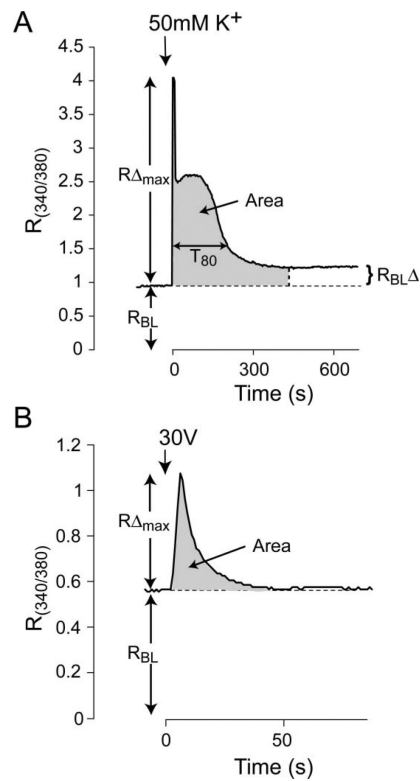 A
50mM K⁺
4.5
4
3.5
3
2.5
2
1.5
1
0.5
0
R(340/380)
RΔmax
RBL
Area
T80
RBLΔ
0
300
600
Time (s)
B
30V
1.2
1
0.8
0.6
0.4
0.2
0
R(340/380)
RΔmax
RBL
Area
0
50
Time (s)